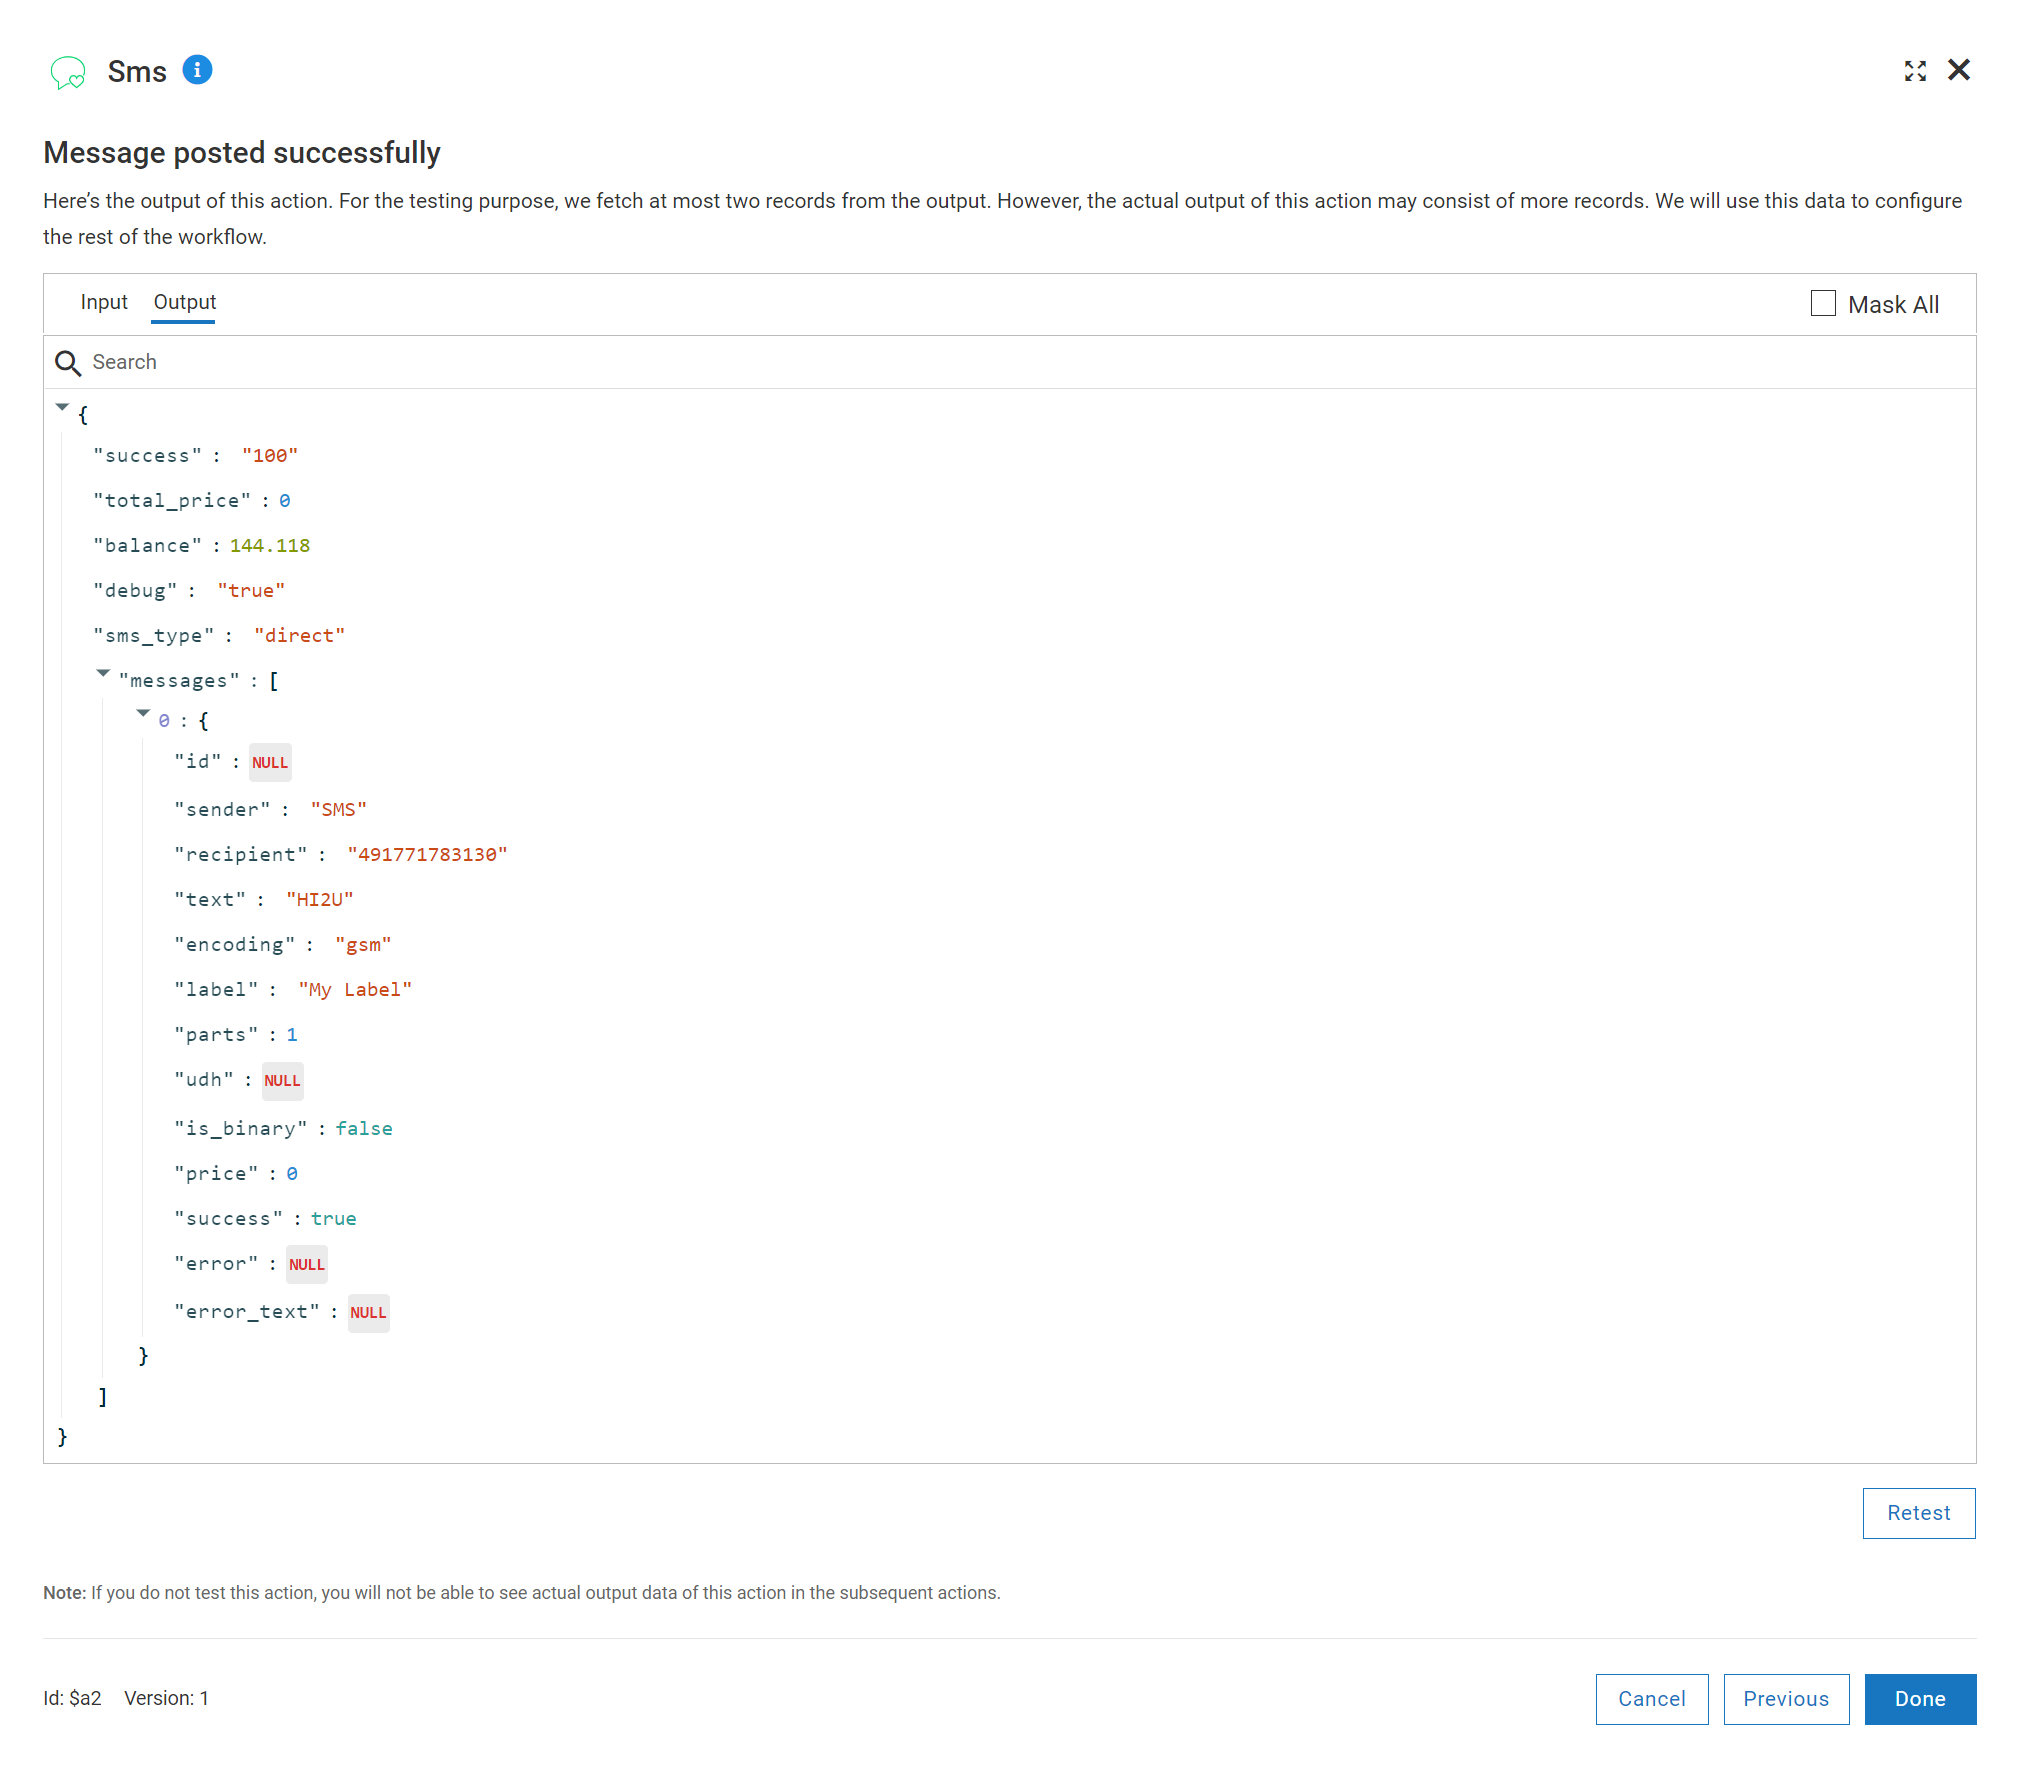 Sms
Message posted successfully
Here’s the output of this action. For the testing purpose, we fetch at most two records from the output. However, the actual output of this action may consist of more records. We will use this data to configure
the rest of the workflow.
Input Output Mask All
Search
{
"success" : "100"
"total_price" : 0
"balance" : 144.118
"debug" : "true"
"sms_type" : "direct"
"messages" : [
0 : {
"id" : NULL
"sender" : "SMS"
"recipient" : "491771783130"
"text" : "HI2U"
"encoding" : "gsm"
"label" : "My Label"
"parts" : 1
"udh" : NULL
"is_binary" : false
"price" : 0
"success" : true
"error" : NULL
"error_text" : NULL
}
]
}
Retest
Note: If you do not test this action, you will not be able to see actual output data of this action in the subsequent actions.
Id: $a2 Version: 1 Cancel Previous Done